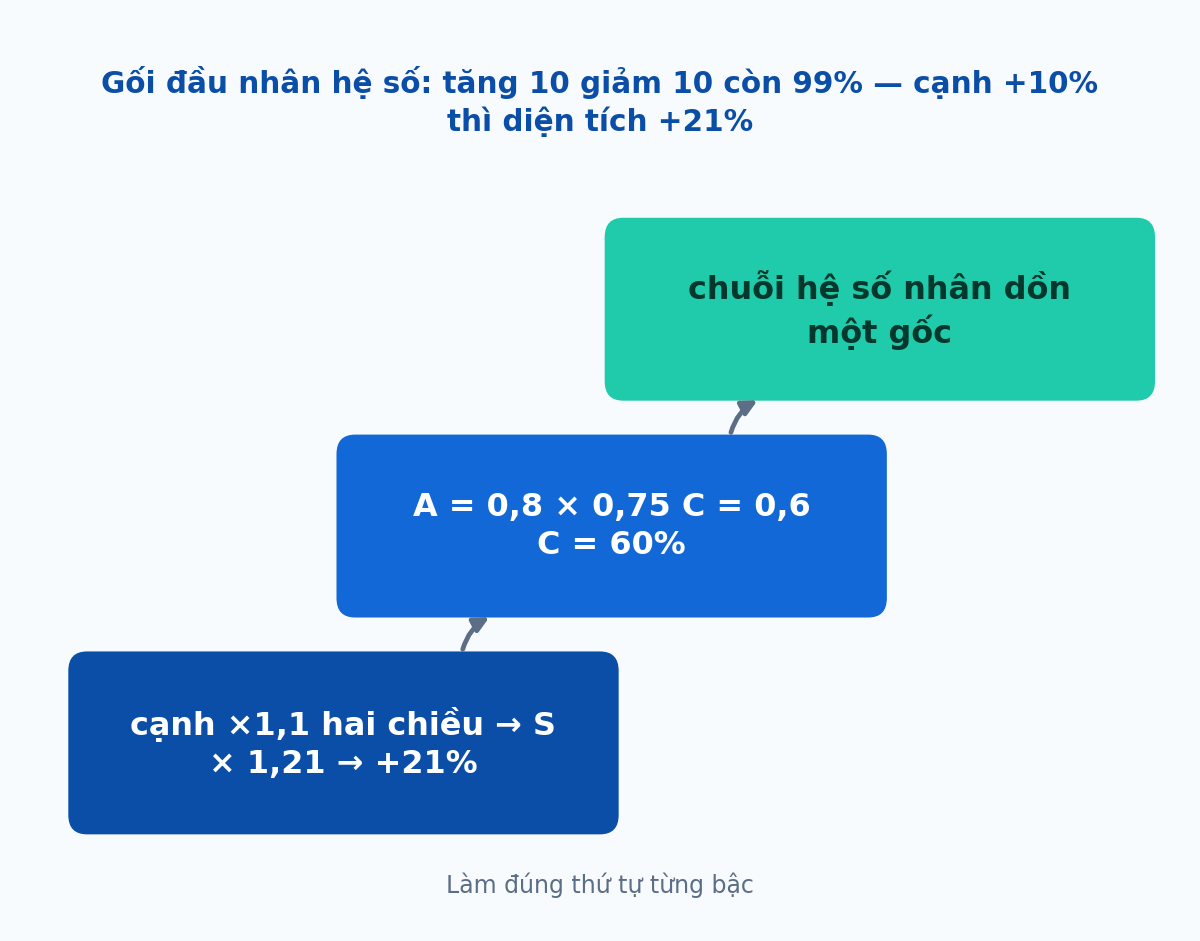 Gối đầu nhân hệ số: tăng 10 giảm 10 còn 99% — cạnh +10%
thì diện tích +21%
chuỗi hệ số nhân dồn
một gốc
A = 0,8 × 0,75 C = 0,6
C = 60%
cạnh ×1,1 hai chiều → S
× 1,21 → +21%
Làm đúng thứ tự từng bậc